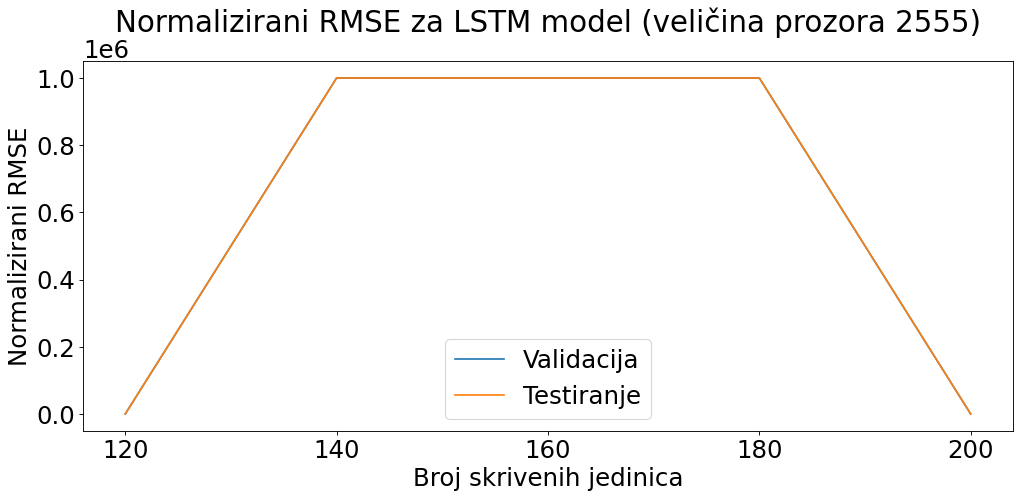 Normalizirani RMSE za LSTM model (veličina prozora 2555)
1e6
1.0
0.8
0.6
0.4
0.2
0.0
Normalizirani RMSE
Validacija
Testiranje
120 140 160 180 200
Broj skrivenih jedinica